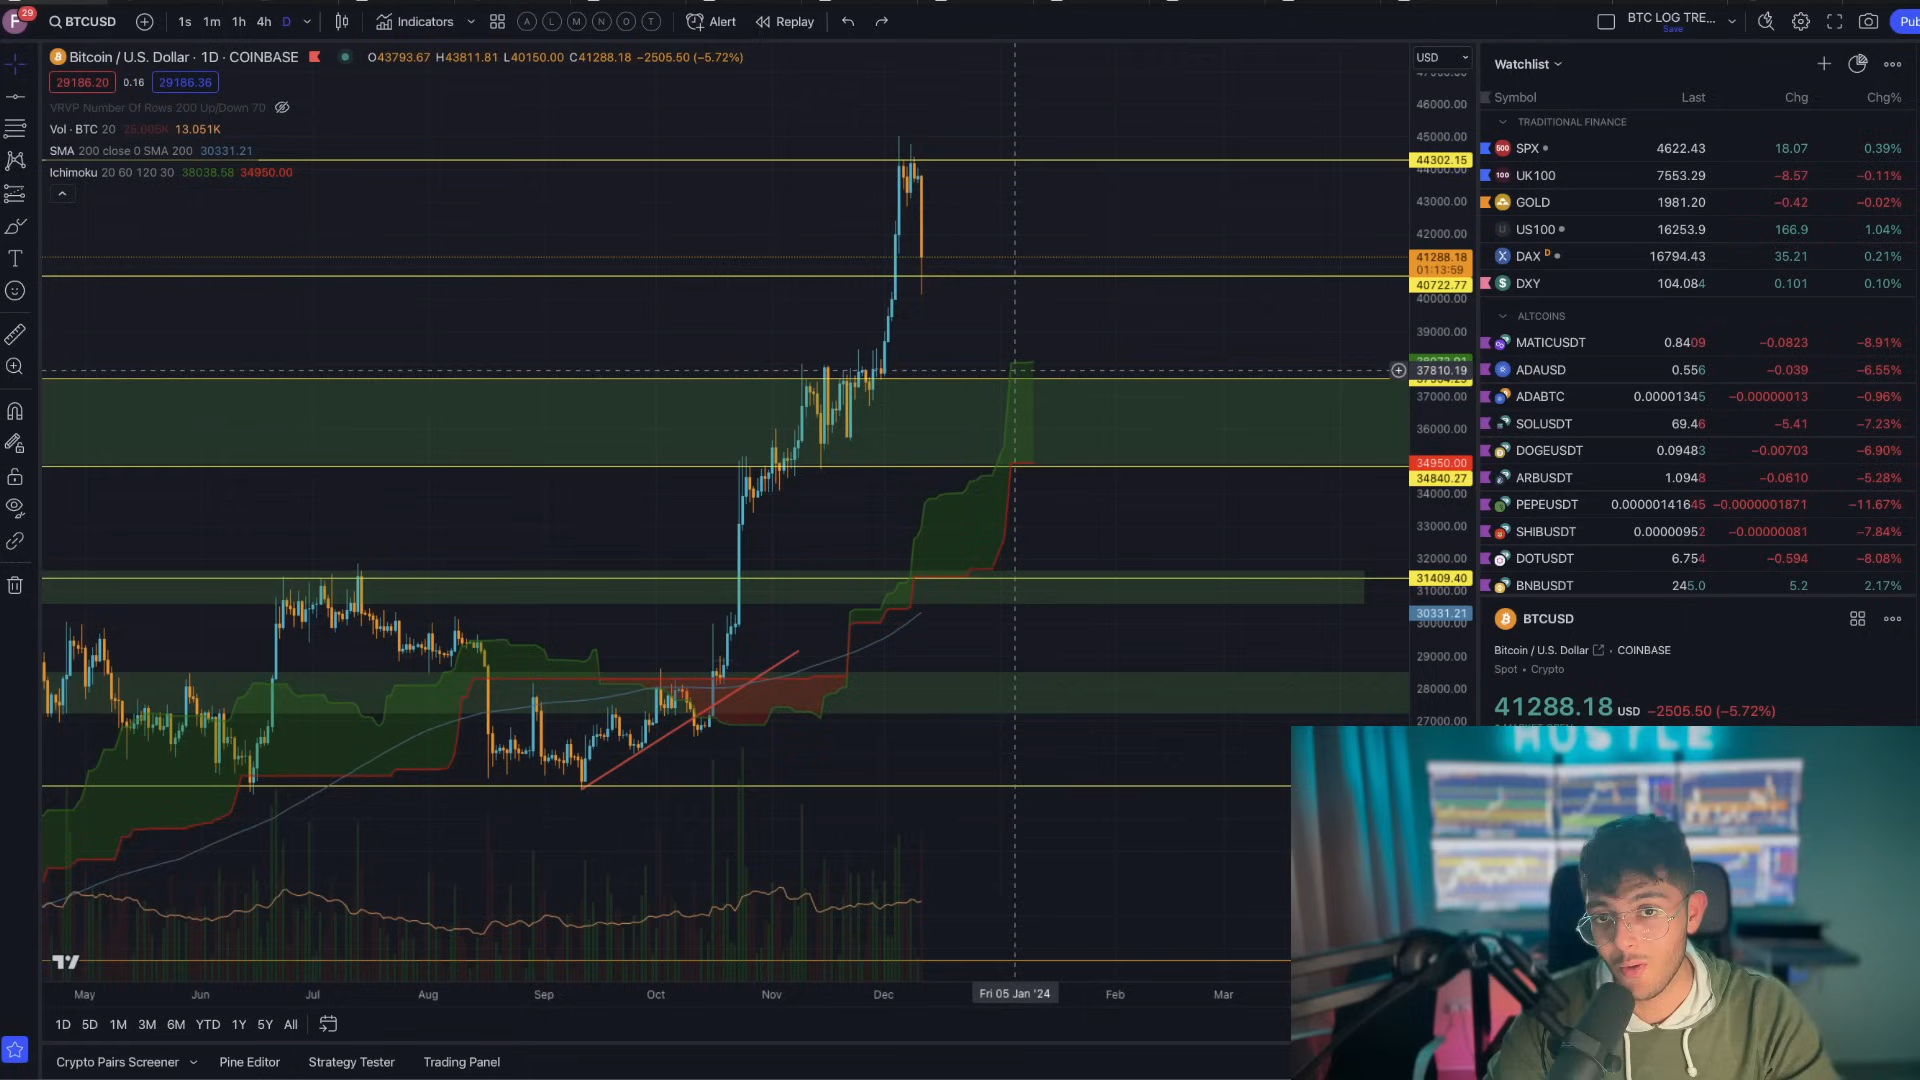 29
BTCUSD
1s 1m 1h 4h D
Indicators
A L M N O T
Alert
Replay
BTC LOG TRE...
Save
Pub
Bitcoin / U.S. Dollar · 1D · COINBASE
O43793.67 H43811.81 L40150.00 C41288.18 −2505.50 (−5.72%)
29186.20 0.16 29186.36
VRVP Number Of Rows 200 Up/Down 70
Vol · BTC 20 13.051K
SMA 200 close 0 SMA 200 30331.21
Ichimoku 20 60 120 30 38038.58 34950.00
USD
46000.00
45000.00
44302.15
44000.00
43000.00
42000.00
41288.18
01:13:59
40722.77
40000.00
39000.00
37810.19
37000.00
36000.00
34950.00
34840.27
34000.00
33000.00
32000.00
31409.40
31000.00
30331.21
30000.00
29000.00
28000.00
27000.00
May Jun Jul Aug Sep Oct Nov Dec Fri 05 Jan '24 Feb Mar
1D 5D 1M 3M 6M YTD 1Y 5Y All
Crypto Pairs Screener
Pine Editor
Strategy Tester
Trading Panel
Watchlist
Symbol Last Chg Chg%
TRADITIONAL FINANCE
500 SPX 4622.43 18.07 0.39%
100 UK100 7553.29 −8.57 −0.11%
GOLD 1981.20 −0.42 −0.02%
U US100 16253.9 166.9 1.04%
X DAX D 16794.43 35.21 0.21%
$ DXY 104.084 0.101 0.10%
ALTCOINS
MATICUSDT 0.8409 −0.0823 −8.91%
ADAUSD 0.556 −0.039 −6.55%
ADABTC 0.00001345 −0.00000013 −0.96%
SOLUSDT 69.46 −5.41 −7.23%
DOGEUSDT 0.09483 −0.00703 −6.90%
ARBUSDT 1.0948 −0.0610 −5.28%
PEPEUSDT 0.00000141645 −0.0000001871 −11.67%
SHIBUSDT 0.00000952 −0.00000081 −7.84%
DOTUSDT 6.754 −0.594 −8.08%
BNBUSDT 245.0 5.2 2.17%
BTCUSD
Bitcoin / U.S. Dollar · COINBASE
Spot · Crypto
41288.18 USD −2505.50 (−5.72%)
HUSTLE